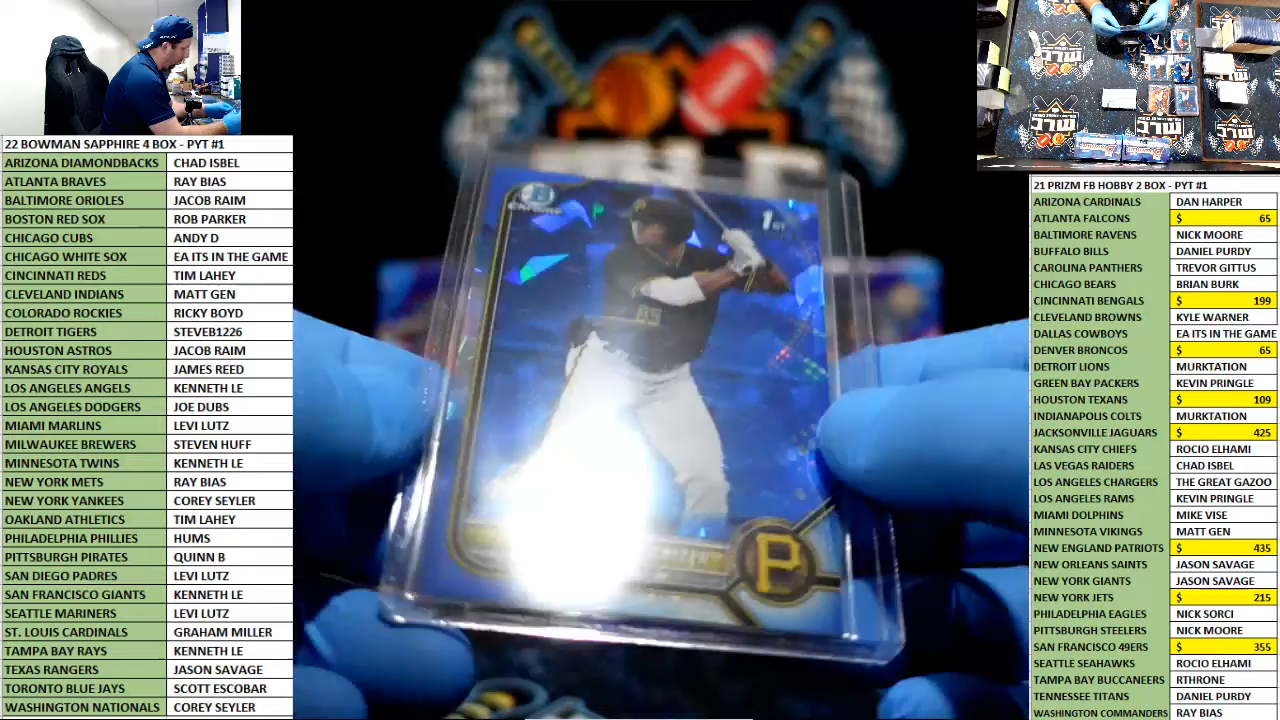 22 BOWMAN SAPPHIRE 4 BOX - PYT #1
ARIZONA DIAMONDBACKS CHAD ISBEL
ATLANTA BRAVES RAY BIAS
BALTIMORE ORIOLES JACOB RAIM
BOSTON RED SOX ROB PARKER
CHICAGO CUBS ANDY D
CHICAGO WHITE SOX EA ITS IN THE GAME
CINCINNATI REDS TIM LAHEY
CLEVELAND INDIANS MATT GEN
COLORADO ROCKIES RICKY BOYD
DETROIT TIGERS STEVEB1226
HOUSTON ASTROS JACOB RAIM
KANSAS CITY ROYALS JAMES REED
LOS ANGELES ANGELS KENNETH LE
LOS ANGELES DODGERS JOE DUBS
MIAMI MARLINS LEVI LUTZ
MILWAUKEE BREWERS STEVEN HUFF
MINNESOTA TWINS KENNETH LE
NEW YORK METS RAY BIAS
NEW YORK YANKEES COREY SEYLER
OAKLAND ATHLETICS TIM LAHEY
PHILADELPHIA PHILLIES HUMS
PITTSBURGH PIRATES QUINN B
SAN DIEGO PADRES LEVI LUTZ
SAN FRANCISCO GIANTS KENNETH LE
SEATTLE MARINERS LEVI LUTZ
ST. LOUIS CARDINALS GRAHAM MILLER
TAMPA BAY RAYS KENNETH LE
TEXAS RANGERS JASON SAVAGE
TORONTO BLUE JAYS SCOTT ESCOBAR
WASHINGTON NATIONALS COREY SEYLER
CHROME
1st
P
21 PRIZM FB HOBBY 2 BOX - PYT #1
ARIZONA CARDINALS DAN HARPER
ATLANTA FALCONS $ 65
BALTIMORE RAVENS NICK MOORE
BUFFALO BILLS DANIEL PURDY
CAROLINA PANTHERS TREVOR GITTUS
CHICAGO BEARS BRIAN BURK
CINCINNATI BENGALS $ 199
CLEVELAND BROWNS KYLE WARNER
DALLAS COWBOYS EA ITS IN THE GAME
DENVER BRONCOS $ 65
DETROIT LIONS MURKTATION
GREEN BAY PACKERS KEVIN PRINGLE
HOUSTON TEXANS $ 109
INDIANAPOLIS COLTS MURKTATION
JACKSONVILLE JAGUARS $ 425
KANSAS CITY CHIEFS ROCIO ELHAMI
LAS VEGAS RAIDERS CHAD ISBEL
LOS ANGELES CHARGERS THE GREAT GAZOO
LOS ANGELES RAMS KEVIN PRINGLE
MIAMI DOLPHINS MIKE VISE
MINNESOTA VIKINGS MATT GEN
NEW ENGLAND PATRIOTS $ 435
NEW ORLEANS SAINTS JASON SAVAGE
NEW YORK GIANTS JASON SAVAGE
NEW YORK JETS $ 215
PHILADELPHIA EAGLES NICK SORCI
PITTSBURGH STEELERS NICK MOORE
SAN FRANCISCO 49ERS $ 355
SEATTLE SEAHAWKS ROCIO ELHAMI
TAMPA BAY BUCCANEERS RTHRONE
TENNESSEE TITANS DANIEL PURDY
WASHINGTON COMMANDERS RAY BIAS